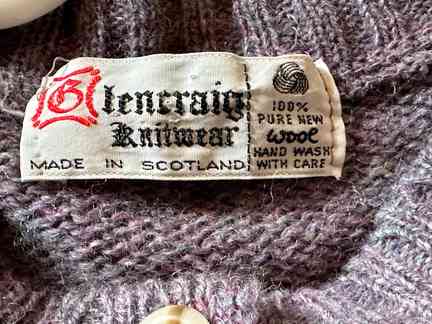 Glencraig
Knitwear
MADE IN SCOTLAND
100%
PURE NEW
wool
HAND WASH
WITH CARE